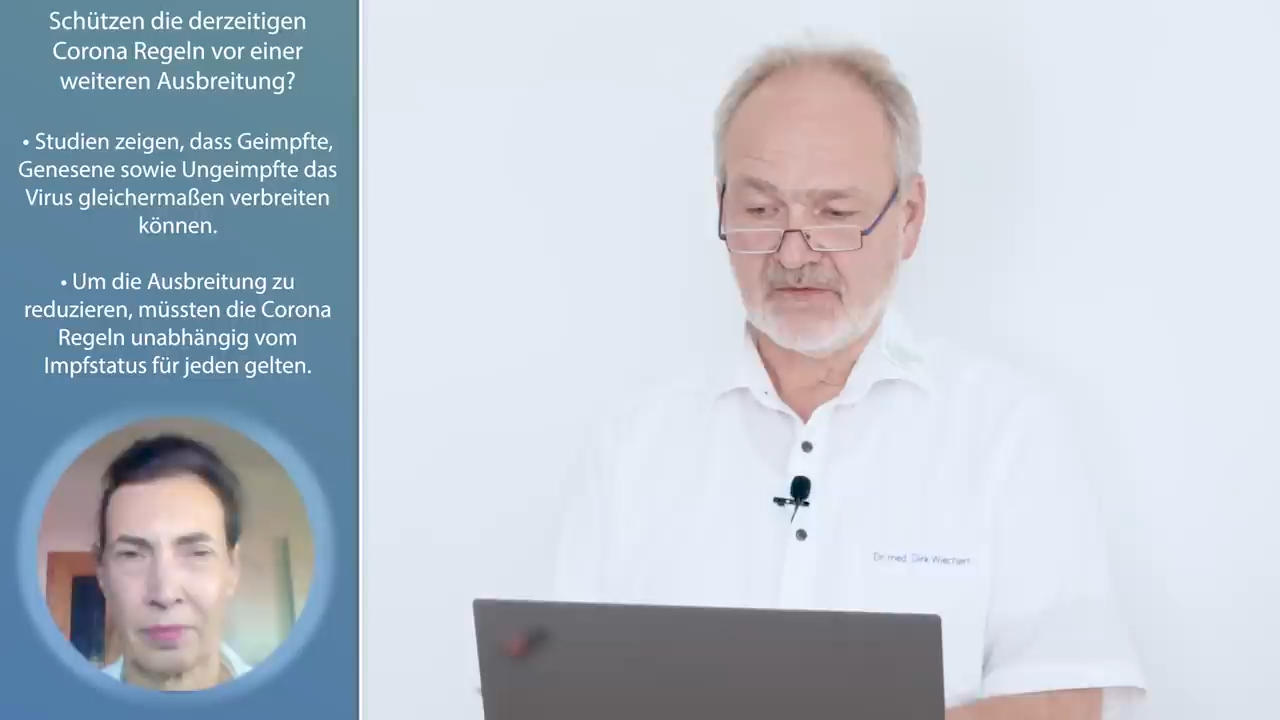 Schützen die derzeitigen
Corona Regeln vor einer
weiteren Ausbreitung?
• Studien zeigen, dass Geimpfte,
Genesene sowie Ungeimpfte das
Virus gleichermaßen verbreiten
können.
• Um die Ausbreitung zu
reduzieren, müssten die Corona
Regeln unabhängig vom
Impfstatus für jeden gelten.
Dr. med. Dirk Wiechert